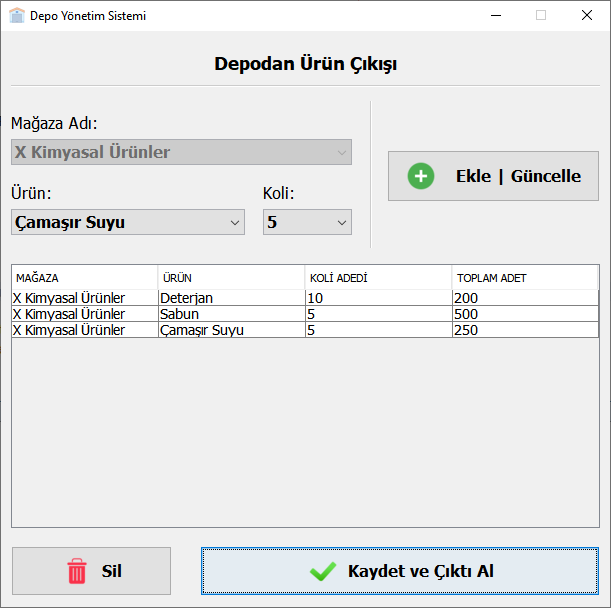 Depo Yönetim Sistemi
Depodan Ürün Çıkışı
Mağaza Adı:
X Kimyasal Ürünler
Ürün: Koli:
Çamaşır Suyu 5
Ekle | Güncelle
MAĞAZA ÜRÜN KOLİ ADEDİ TOPLAM ADET
X Kimyasal Ürünler Deterjan 10 200
X Kimyasal Ürünler Sabun 5 500
X Kimyasal Ürünler Çamaşır Suyu 5 250
Sil Kaydet ve Çıktı Al